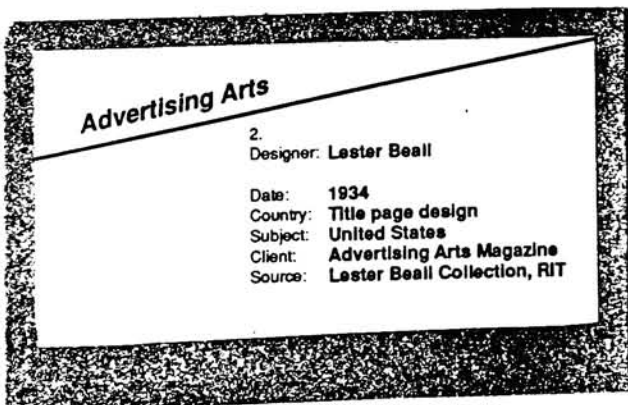 Advertising Arts
2.
Designer: Lester Beall
Date: 1934
Country: Title page design
Subject: United States
Client: Advertising Arts Magazine
Source: Lester Beall Collection, RIT